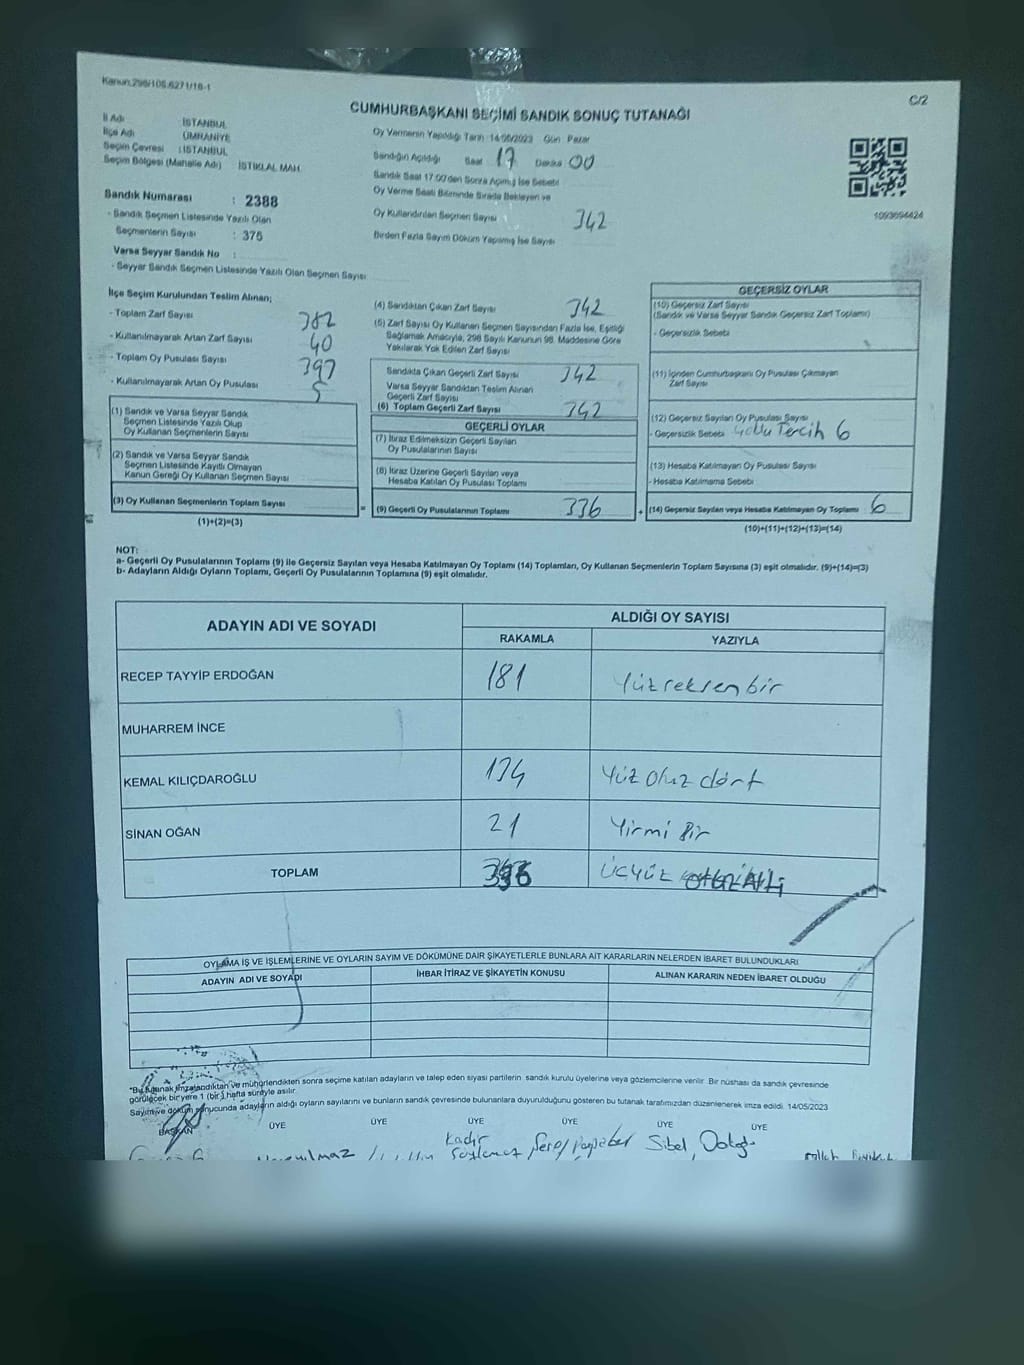 Kanun:298/105.6271/18-1
C/2
CUMHURBAŞKANI SEÇİMİ SANDIK SONUÇ TUTANAĞI
İl Adı : İSTANBUL
İlçe Adı : ÜMRANİYE
Seçim Çevresi : İSTANBUL
Seçim Bölgesi (Mahalle Adı) : İSTİKLAL MAH.
Oy Vermenin Yapıldığı Tarih :14/05/2023 Gün Pazar
Sandığın Açıldığı Saat 17 Dakika 00
Sandık Saat 17:00'den Sonra Açılmış İse Sebebi
Oy Verme Saati Bitiminde Sırada Bekleyen ve
Oy Kullandırılan Seçmen Sayısı 342
Birden Fazla Sayım Döküm Yapılmış İse Sayısı
1093694424
Sandık Numarası : 2388
- Sandık Seçmen Listesinde Yazılı Olan
Seçmenlerin Sayısı : 375
Varsa Seyyar Sandık No :
- Seyyar Sandık Seçmen Listesinde Yazılı Olan Seçmen Sayısı
İlçe Seçim Kurulundan Teslim Alınan;
- Toplam Zarf Sayısı 382
- Kullanılmayarak Artan Zarf Sayısı 40
- Toplam Oy Pusulası Sayısı 397
- Kullanılmayarak Artan Oy Pusulası 5
(1) Sandık ve Varsa Seyyar Sandık
Seçmen Listesinde Yazılı Olup
Oy Kullanan Seçmenlerin Sayısı
(2) Sandık ve Varsa Seyyar Sandık
Seçmen Listesinde Kayıtlı Olmayan
Kanun Gereği Oy Kullanan Seçmen Sayısı
(3) Oy Kullanan Seçmenlerin Toplam Sayısı
(1)+(2)=(3)
(4) Sandıktan Çıkan Zarf Sayısı 342
(5) Zarf Sayısı Oy Kullanan Seçmen Sayısından Fazla İse, Eşitliği
Sağlamak Amacıyla, 298 Sayılı Kanunun 98. Maddesine Göre
Yakılarak Yok Edilen Zarf Sayısı
Sandıkta Çıkan Geçerli Zarf Sayısı 342
Varsa Seyyar Sandıktan Teslim Alınan
Geçerli Zarf Sayısı
(6) Toplam Geçerli Zarf Sayısı 342
GEÇERLİ OYLAR
(7) İtiraz Edilmeksizin Geçerli Sayılan
Oy Pusulalarının Sayısı
(8) İtiraz Üzerine Geçerli Sayılan veya
Hesaba Katılan Oy Pusulası Toplamı
= (9) Geçerli Oy Pusulalarının Toplamı 336
GEÇERSİZ OYLAR
(10) Geçersiz Zarf Sayısı
(Sandık ve Varsa Seyyar Sandık Geçersiz Zarf Toplamı)
- Geçersizlik Sebebi
(11) İçinden Cumhurbaşkanı Oy Pusulası Çıkmayan
Zarf Sayısı
(12) Geçersiz Sayılan Oy Pusulası Sayısı
- Geçersizlik Sebebi Çoklu Tercih 6
(13) Hesaba Katılmayan Oy Pusulası Sayısı
- Hesaba Katılmama Sebebi
+ (14) Geçersiz Sayılan veya Hesaba Katılmayan Oy Toplamı 6
(10)+(11)+(12)+(13)=(14)
NOT:
a- Geçerli Oy Pusulalarının Toplamı (9) ile Geçersiz Sayılan veya Hesaba Katılmayan Oy Toplamı (14) Toplamları, Oy Kullanan Seçmenlerin Toplam Sayısına (3) eşit olmalıdır. (9)+(14)=(3)
b- Adayların Aldığı Oyların Toplamı, Geçerli Oy Pusulalarının Toplamına (9) eşit olmalıdır.
ADAYIN ADI VE SOYADI
ALDIĞI OY SAYISI
RAKAMLA YAZIYLA
RECEP TAYYİP ERDOĞAN 181 Yüz seksen bir
MUHARREM İNCE
KEMAL KILIÇDAROĞLU 134 Yüz otuz dört
SİNAN OĞAN 21 Yirmi Bir
TOPLAM 336 ÜÇYÜZ
OYLAMA İŞ VE İŞLEMLERİNE VE OYLARIN SAYIM VE DÖKÜMÜNE DAİR ŞİKAYETLERLE BUNLARA AİT KARARLARIN NELERDEN İBARET BULUNDUKLARI
ADAYIN ADI VE SOYADI İHBAR İTİRAZ VE ŞİKAYETİN KONUSU ALINAN KARARIN NEDEN İBARET OLDUĞU
*Bu tutanak imzalandıktan ve mühürlendikten sonra seçime katılan adayların ve talep eden siyasi partilerin sandık kurulu üyelerine veya gözlemcilerine verilir. Bir nüshası da sandık çevresinde
görülecek bir yere 1 (bir) hafta süreyle asılır.
Sayım ve döküm sonucunda adayların aldığı oyların sayılarını ve bunların sandık çevresinde bulunanlara duyurulduğunu gösteren bu tutanak tarafımızdan düzenlenerek imza edildi. 14/05/2023
BAŞKAN ÜYE ÜYE ÜYE ÜYE ÜYE ÜYE
Kadir
Sibel